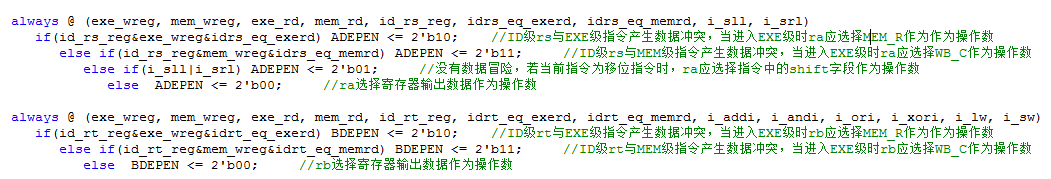 always @ (exe_wreg, mem_wreg, exe_rd, mem_rd, id_rs_reg, idrs_eq_exerd, idrs_eq_memrd, i_sll, i_srl)
if(id_rs_reg&exe_wreg&idrs_eq_exerd) ADEPEN <= 2'b10; //ID级rs与EXE级指令产生数据冲突，当进入EXE级时ra应选择MEM_R作为作为操作数
else if(id_rs_reg&mem_wreg&idrs_eq_memrd) ADEPEN <= 2'b11; //ID级rs与MEM级指令产生数据冲突，当进入EXE级时ra应选择WB_C作为操作数
else if(i_sll|i_srl) ADEPEN <= 2'b01; //没有数据冒险，若当前指令为移位指令时，ra应选择指令中的shift字段作为操作数
else ADEPEN <= 2'b00; //ra选择寄存器输出数据作为操作数
always @ (exe_wreg, mem_wreg, exe_rd, mem_rd, id_rt_reg, idrt_eq_exerd, idrt_eq_memrd, i_addi, i_andi, i_ori, i_xori, i_lw, i_sw)
if(id_rt_reg&exe_wreg&idrt_eq_exerd) BDEPEN <= 2'b10; //ID级rt与EXE级指令产生数据冲突，当进入EXE级时rb应选择MEM_R作为操作数
else if(id_rt_reg&mem_wreg&idrt_eq_memrd) BDEPEN <= 2'b11; //ID级rt与MEM级指令产生数据冲突，当进入EXE级时rb应选择WB_C作为操作数
else BDEPEN <= 2'b00; //rb选择寄存器输出数据作为操作数